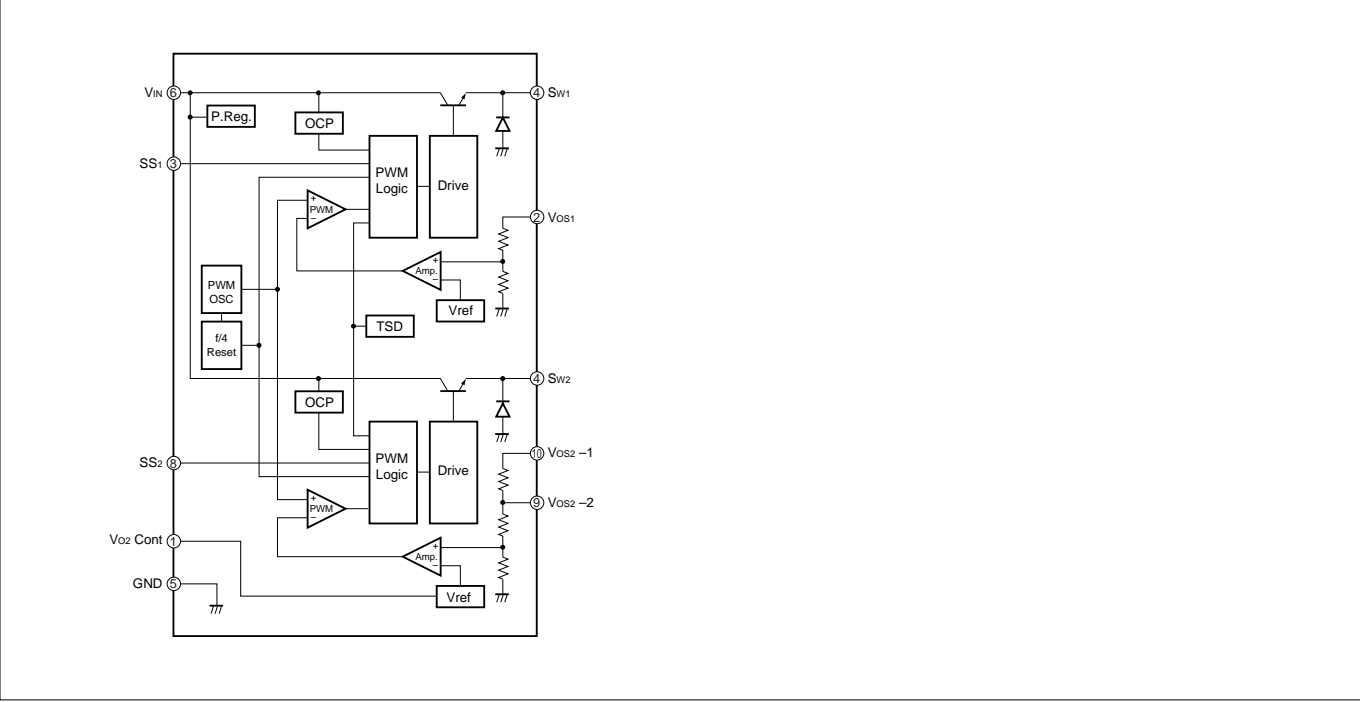 VIN 6
4 SW1
P.Reg.
OCP
SS1 3
PWM
Logic
Drive
+
PWM
–
2 VOS1
+
Amp.
–
PWM
OSC
Vref
TSD
f/4
Reset
4 SW2
OCP
10 VOS2 –1
PWM
Logic
Drive
SS2 8
9 VOS2 –2
+
PWM
–
VO2 Cont 1
+
Amp.
–
GND 5
Vref